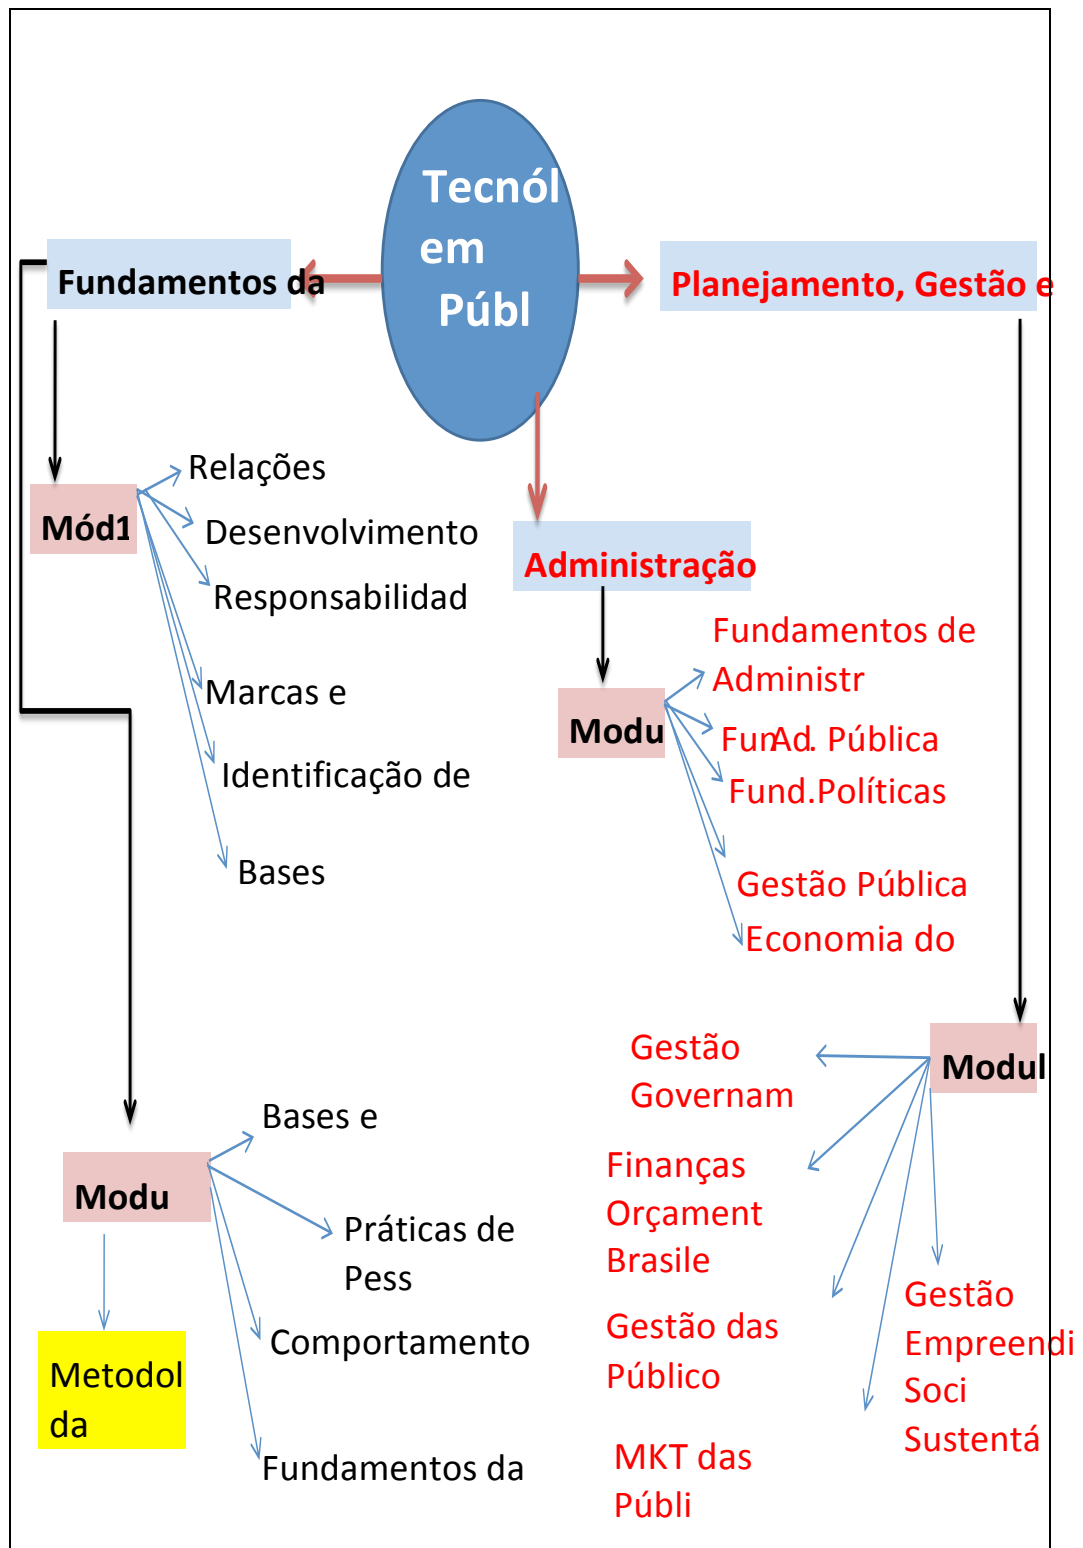 Tecnól
em
Públ
Fundamentos da
Planejamento, Gestão e
Mód1
Relações
Desenvolvimento
Responsabilidad
Marcas e
Identificação de
Bases
Administração
Modu
Fundamentos de
Administr
Fun Ad. Pública
Fund.Políticas
Gestão Pública
Economia do
Modul
Gestão
Governam
Finanças
Orçament
Brasile
Gestão das
Público
MKT das
Públi
Gestão
Empreendi
Soci
Sustentá
Modu
Bases e
Práticas de
Pess
Comportamento
Fundamentos da
Metodol
da